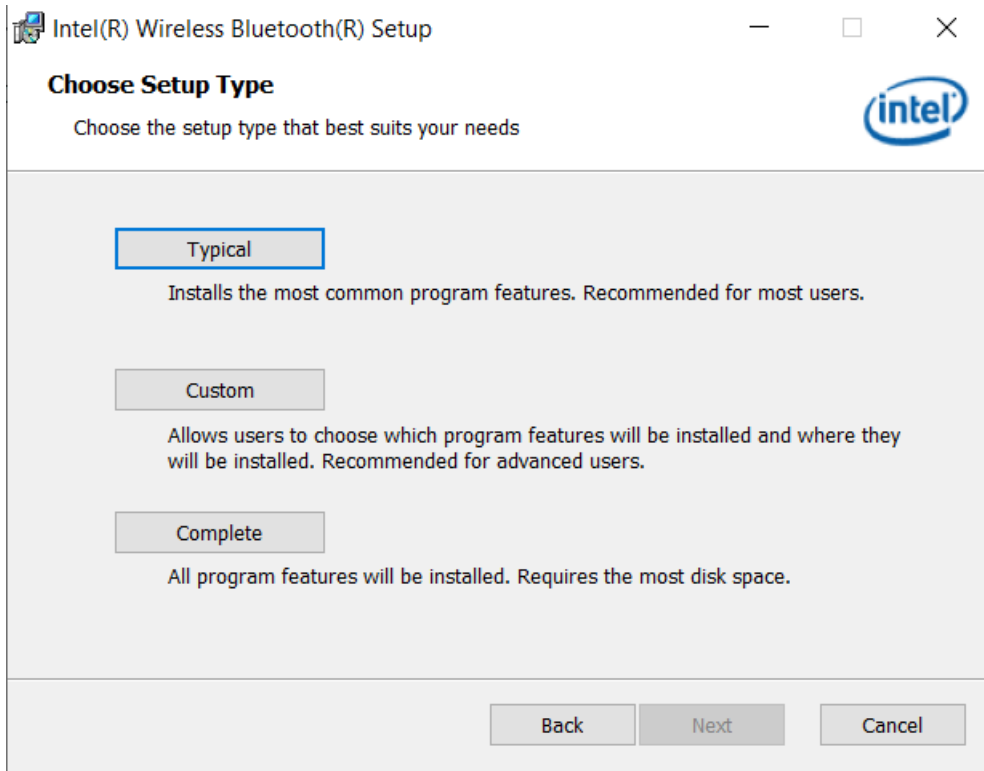 Intel(R) Wireless Bluetooth(R) Setup
Choose Setup Type
Choose the setup type that best suits your needs
intel
Typical
Installs the most common program features. Recommended for most users.
Custom
Allows users to choose which program features will be installed and where they
will be installed. Recommended for advanced users.
Complete
All program features will be installed. Requires the most disk space.
Back
Next
Cancel